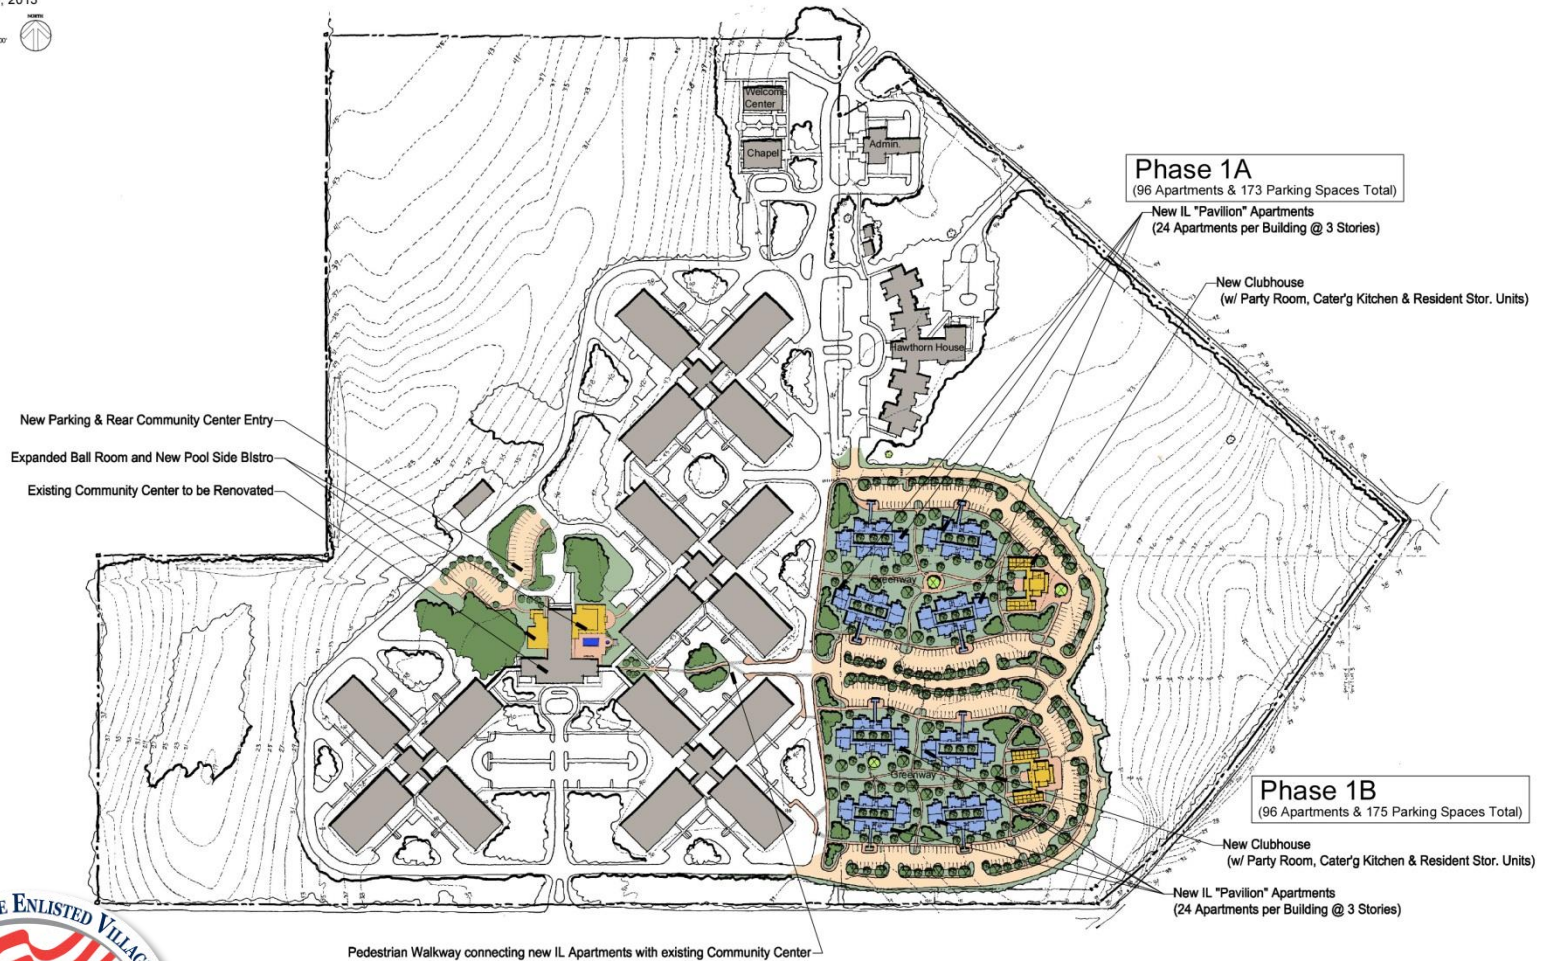 , 2013
NORTH
Welcome
Center
Chapel
Admin.
Phase 1A
(96 Apartments & 173 Parking Spaces Total)
New IL "Pavilion" Apartments
(24 Apartments per Building @ 3 Stories)
New Clubhouse
(w/ Party Room, Cater'g Kitchen & Resident Stor. Units)
Hawthorn House
New Parking & Rear Community Center Entry
Expanded Ball Room and New Pool Side BIstro
Existing Community Center to be Renovated
Greenway
Greenway
Phase 1B
(96 Apartments & 175 Parking Spaces Total)
New Clubhouse
(w/ Party Room, Cater'g Kitchen & Resident Stor. Units)
New IL "Pavilion" Apartments
(24 Apartments per Building @ 3 Stories)
E ENLISTED VILLAG
Pedestrian Walkway connecting new IL Apartments with existing Community Center